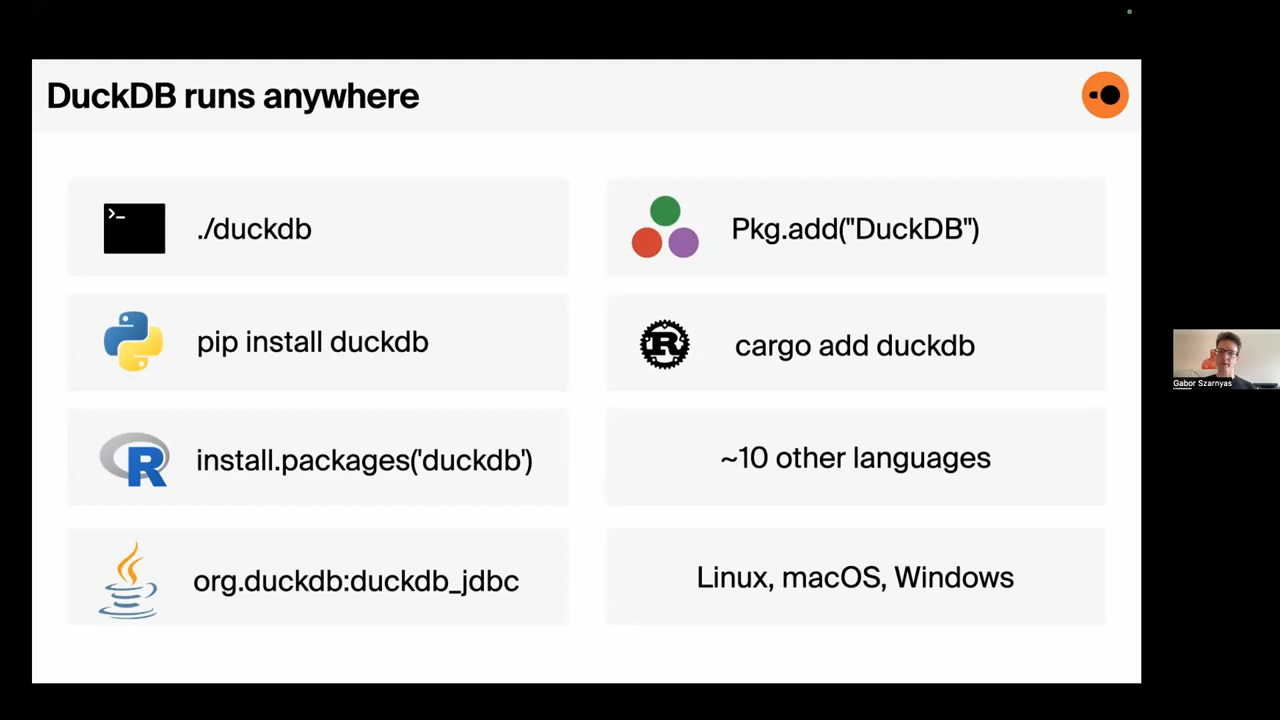 DuckDB runs anywhere
>_
./duckdb
pip install duckdb
R
install.packages('duckdb')
org.duckdb:duckdb_jdbc
Pkg.add("DuckDB")
R
cargo add duckdb
~10 other languages
Linux, macOS, Windows
Gabor Szarnyas